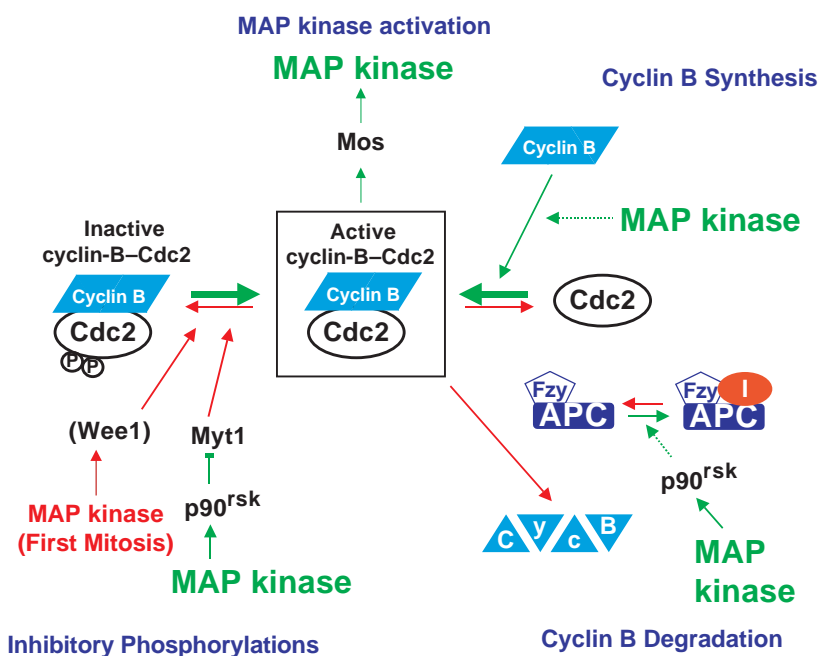 MAP kinase activation
MAP kinase
Cyclin B Synthesis
Mos
Cyclin B
MAP kinase
Inactive
cyclin-B–Cdc2
Cyclin B
Cdc2
P P
Active
cyclin-B–Cdc2
Cyclin B
Cdc2
Cdc2
Fzy
APC
Fzy I
APC
(Wee1)
Myt1
p90rsk
MAP kinase
(First Mitosis)
MAP kinase
p90rsk
C y c B
MAP
kinase
Inhibitory Phosphorylations
Cyclin B Degradation